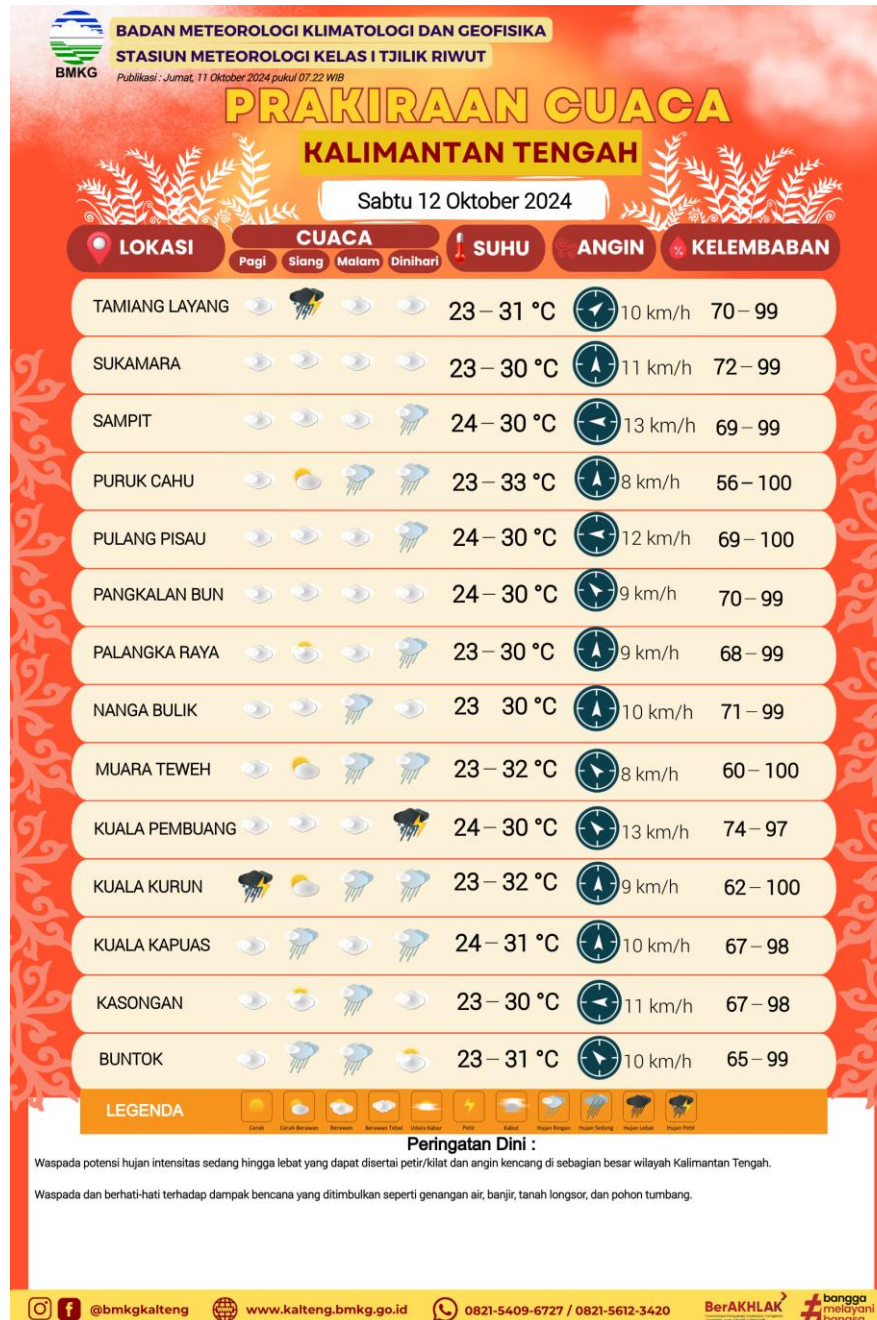 BADAN METEOROLOGI KLIMATOLOGI DAN GEOFISIKA
STASIUN METEOROLOGI KELAS I TJILIK RIWUT
BMKG
Publikasi : Jumat, 11 Oktober 2024 pukul 07.22 WIB
PRAKIRAAN CUACA
KALIMANTAN TENGAH
Sabtu 12 Oktober 2024
LOKASI CUACA SUHU ANGIN % KELEMBABAN
Pagi Siang Malam Dinihari
TAMIANG LAYANG 23 – 31 °C 10 km/h 70 – 99
SUKAMARA 23 – 30 °C 11 km/h 72 – 99
SAMPIT 24 – 30 °C 13 km/h 69 – 99
PURUK CAHU 23 – 33 °C 8 km/h 56 – 100
PULANG PISAU 24 – 30 °C 12 km/h 69 – 100
PANGKALAN BUN 24 – 30 °C 9 km/h 70 – 99
PALANGKA RAYA 23 – 30 °C 9 km/h 68 – 99
NANGA BULIK 23 30 °C 10 km/h 71 – 99
MUARA TEWEH 23 – 32 °C 8 km/h 60 – 100
KUALA PEMBUANG 24 – 30 °C 13 km/h 74 – 97
KUALA KURUN 23 – 32 °C 9 km/h 62 – 100
KUALA KAPUAS 24 – 31 °C 10 km/h 67 – 98
KASONGAN 23 – 30 °C 11 km/h 67 – 98
BUNTOK 23 – 31 °C 10 km/h 65 – 99
LEGENDA
Cerah Cerah Berawan Berawan Berawan Tebal Udara Kabur Petir Kabut Hujan Ringan Hujan Sedang Hujan Lebat Hujan Petir
Peringatan Dini :
Waspada potensi hujan intensitas sedang hingga lebat yang dapat disertai petir/kilat dan angin kencang di sebagian besar wilayah Kalimantan Tengah.
Waspada dan berhati-hati terhadap dampak bencana yang ditimbulkan seperti genangan air, banjir, tanah longsor, dan pohon tumbang.
@bmkgkalteng www.kalteng.bmkg.go.id 0821-5409-6727 / 0821-5612-3420 BerAKHLAK #bangga
melayani
bangsa